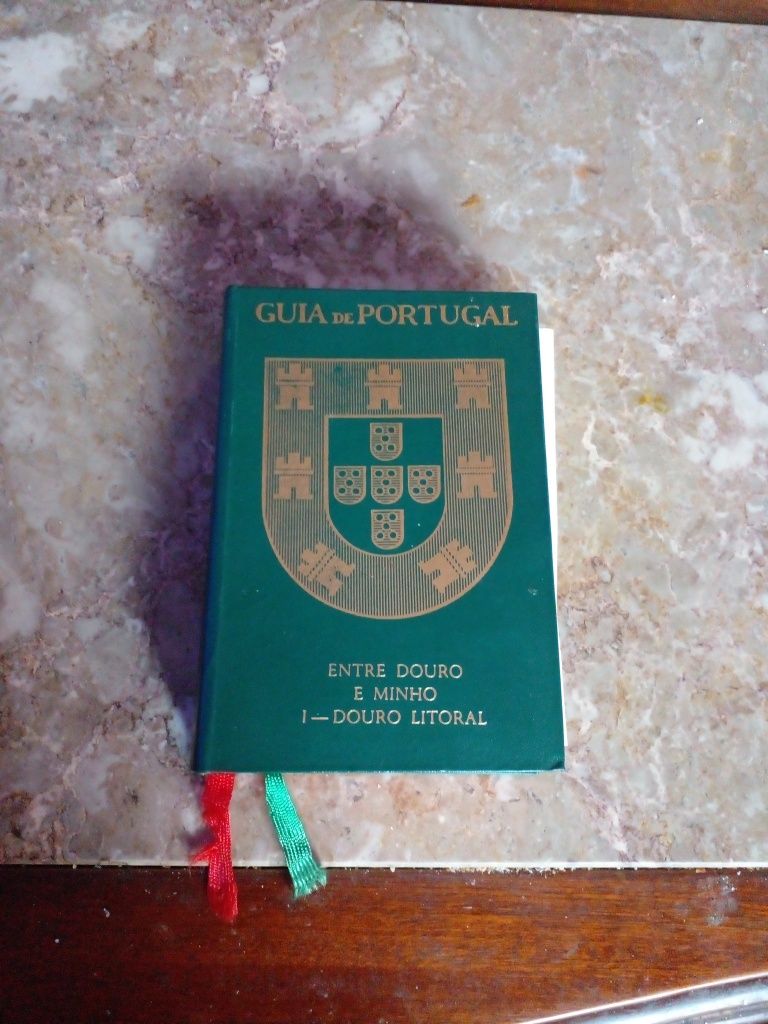 GUIA DE PORTUGAL
ENTRE DOURO
E MINHO
I — DOURO LITORAL